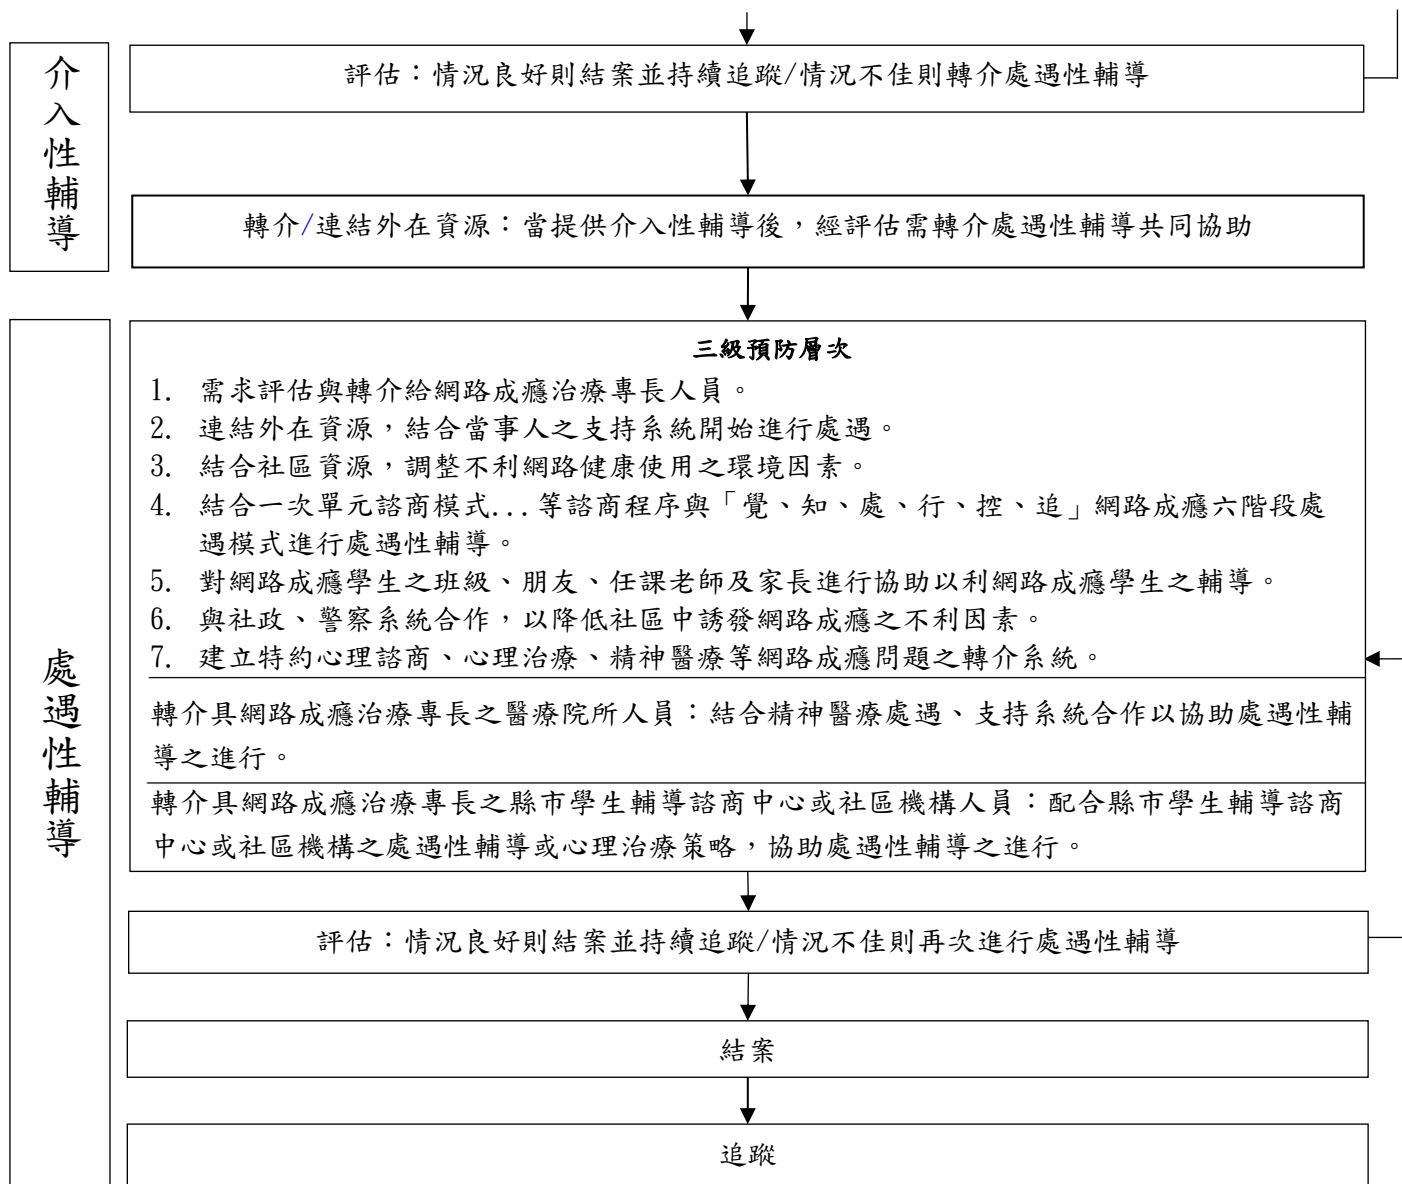 介入性輔導
評估：情況良好則結案並持續追蹤/情況不佳則轉介處遇性輔導
轉介/連結外在資源：當提供介入性輔導後，經評估需轉介處遇性輔導共同協助
處遇性輔導
三級預防層次
1. 需求評估與轉介給網路成癮治療專長人員。
2. 連結外在資源，結合當事人之支持系統開始進行處遇。
3. 結合社區資源，調整不利網路健康使用之環境因素。
4. 結合一次單元諮商模式...等諮商程序與「覺、知、處、行、控、追」網路成癮六階段處
遇模式進行處遇性輔導。
5. 對網路成癮學生之班級、朋友、任課老師及家長進行協助以利網路成癮學生之輔導。
6. 與社政、警察系統合作，以降低社區中誘發網路成癮之不利因素。
7. 建立特約心理諮商、心理治療、精神醫療等網路成癮問題之轉介系統。
轉介具網路成癮治療專長之醫療院所人員：結合精神醫療處遇、支持系統合作以協助處遇性輔
導之進行。
轉介具網路成癮治療專長之縣市學生輔導諮商中心或社區機構人員：配合縣市學生輔導諮商
中心或社區機構之處遇性輔導或心理治療策略，協助處遇性輔導之進行。
評估：情況良好則結案並持續追蹤/情況不佳則再次進行處遇性輔導
結案
追蹤